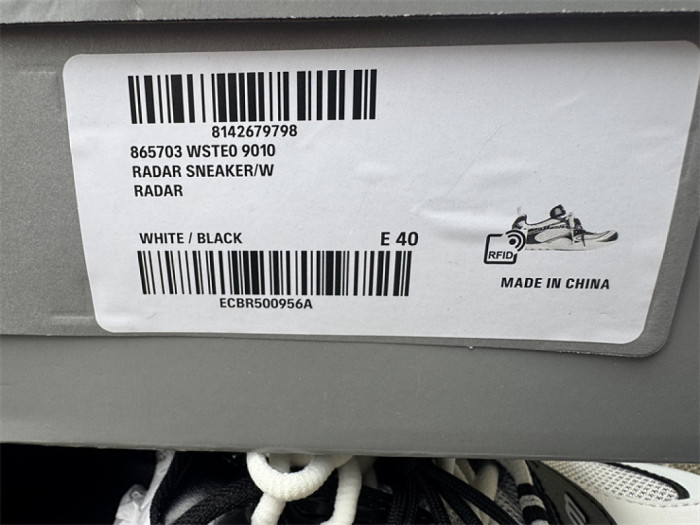 8142679798
865703 WSTE0 9010
RADAR SNEAKER/W
RADAR
WHITE / BLACK E 40
RFID
ECBR500956A
MADE IN CHINA